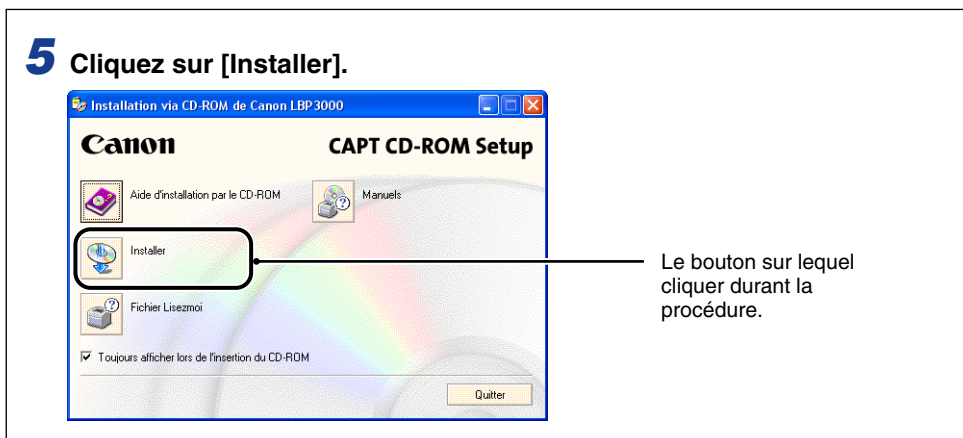 5 Cliquez sur [Installer].
Installation via CD-ROM de Canon LBP3000
Canon CAPT CD-ROM Setup
Aide d'installation par le CD-ROM Manuels
Installer
Le bouton sur lequel
cliquer durant la
procédure.
Fichier Lisezmoi
Toujours afficher lors de l'insertion du CD-ROM
Quitter